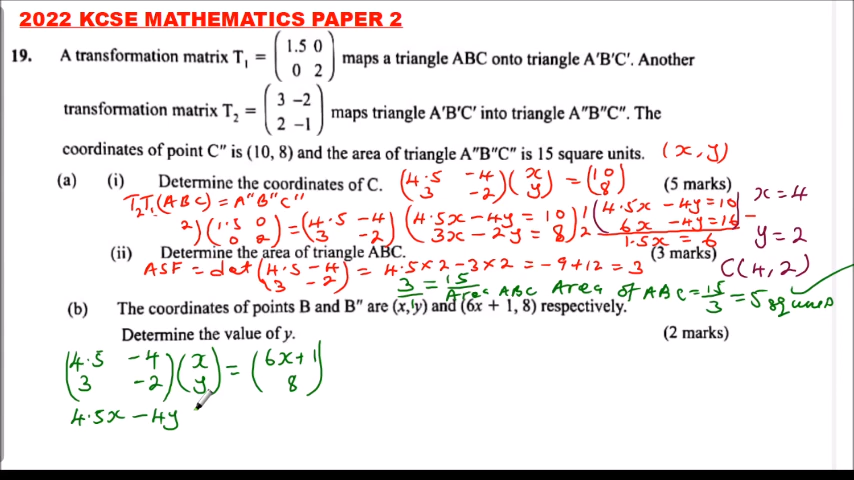 2022 KCSE MATHEMATICS PAPER 2
19. A transformation matrix T₁ = (1.5 0
0 2) maps a triangle ABC onto triangle A'B'C'. Another
transformation matrix T₂ = (3 –2
2 –1) maps triangle A'B'C' into triangle A"B"C". The
coordinates of point C" is (10, 8) and the area of triangle A"B"C" is 15 square units. (x, y)
(a) (i) Determine the coordinates of C. (4.5 -4
3 -2)(x
y) = (10
8) (5 marks)
T₂T₁(ABC) = A"B"C"
2)(1.5 0
0 2) = (4.5 -4
3 -2) (4.5x - 4y = 10
3x - 2y = 8) 1
2 (4.5x - 4y = 10
6x - 4y = 16 -
1.5x = 6
x = 4
y = 2
C(4, 2)
(ii) Determine the area of triangle ABC. (3 marks)
ASF = det (4.5 -4
3 -2) = 4.5×2 - 3×2 = -9 + 12 = 3
3 = 15
Area ABC Area of ABC = 15
3 = 5 sq units
(b) The coordinates of points B and B" are (x, y) and (6x + 1, 8) respectively.
Determine the value of y. (2 marks)
(4.5 -4
3 -2)(x
y) = (6x+1
8)
4.5x - 4y